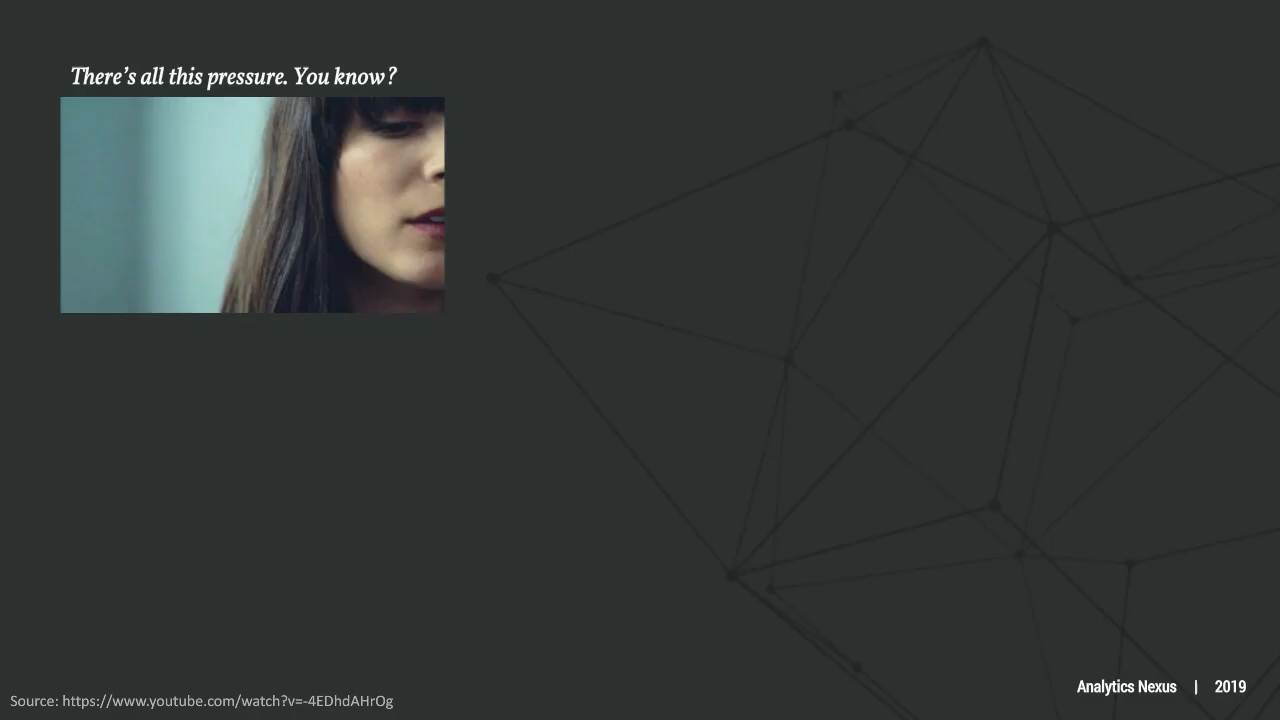 There's all this pressure. You know?
Source: https://www.youtube.com/watch?v=-4EDhdAHrOg
Analytics Nexus | 2019